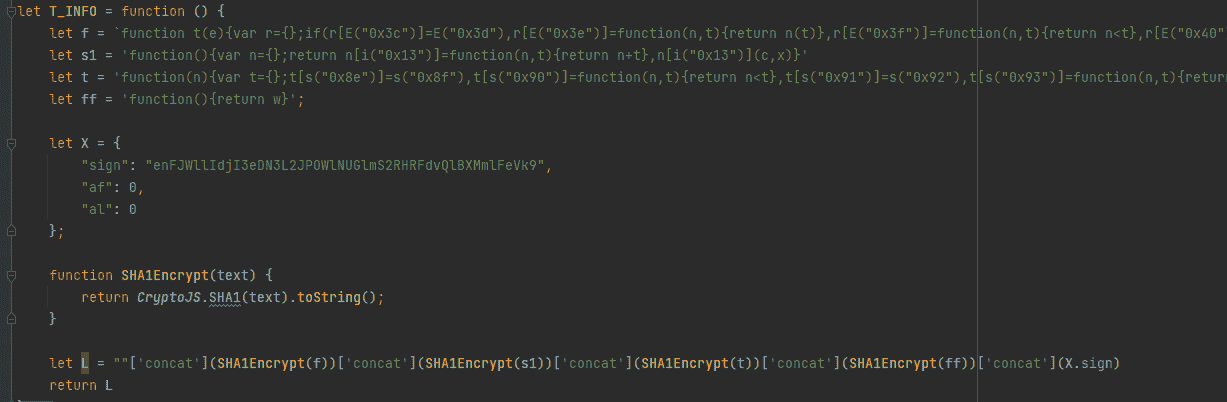 let T_INFO = function () {
let f = `function t(e){var r={};if(r[E("0x3c")]=E("0x3d"),r[E("0x3e")]=function(n,t){return n(t)},r[E("0x3f")]=function(n,t){return n<t},r[E("0x40"
let s1 = 'function(){var n={};return n[i("0x13")]=function(n,t){return n+t},n[i("0x13")](c,x)}'
let t = 'function(n){var t={};t[s("0x8e")]=s("0x8f"),t[s("0x90")]=function(n,t){return n<t},t[s("0x91")]=s("0x92"),t[s("0x93")]=function(n,t){retur
let ff = 'function(){return w}';
let X = {
"sign": "enFJWllIdjI3eDN3L2JPOWlNUGlmS2RHRFdvQlBXMmlFeVk9",
"af": 0,
"al": 0
};
function SHA1Encrypt(text) {
return CryptoJS.SHA1(text).toString();
}
let L = ""['concat'](SHA1Encrypt(f))['concat'](SHA1Encrypt(s1))['concat'](SHA1Encrypt(t))['concat'](SHA1Encrypt(ff))['concat'](X.sign)
return L